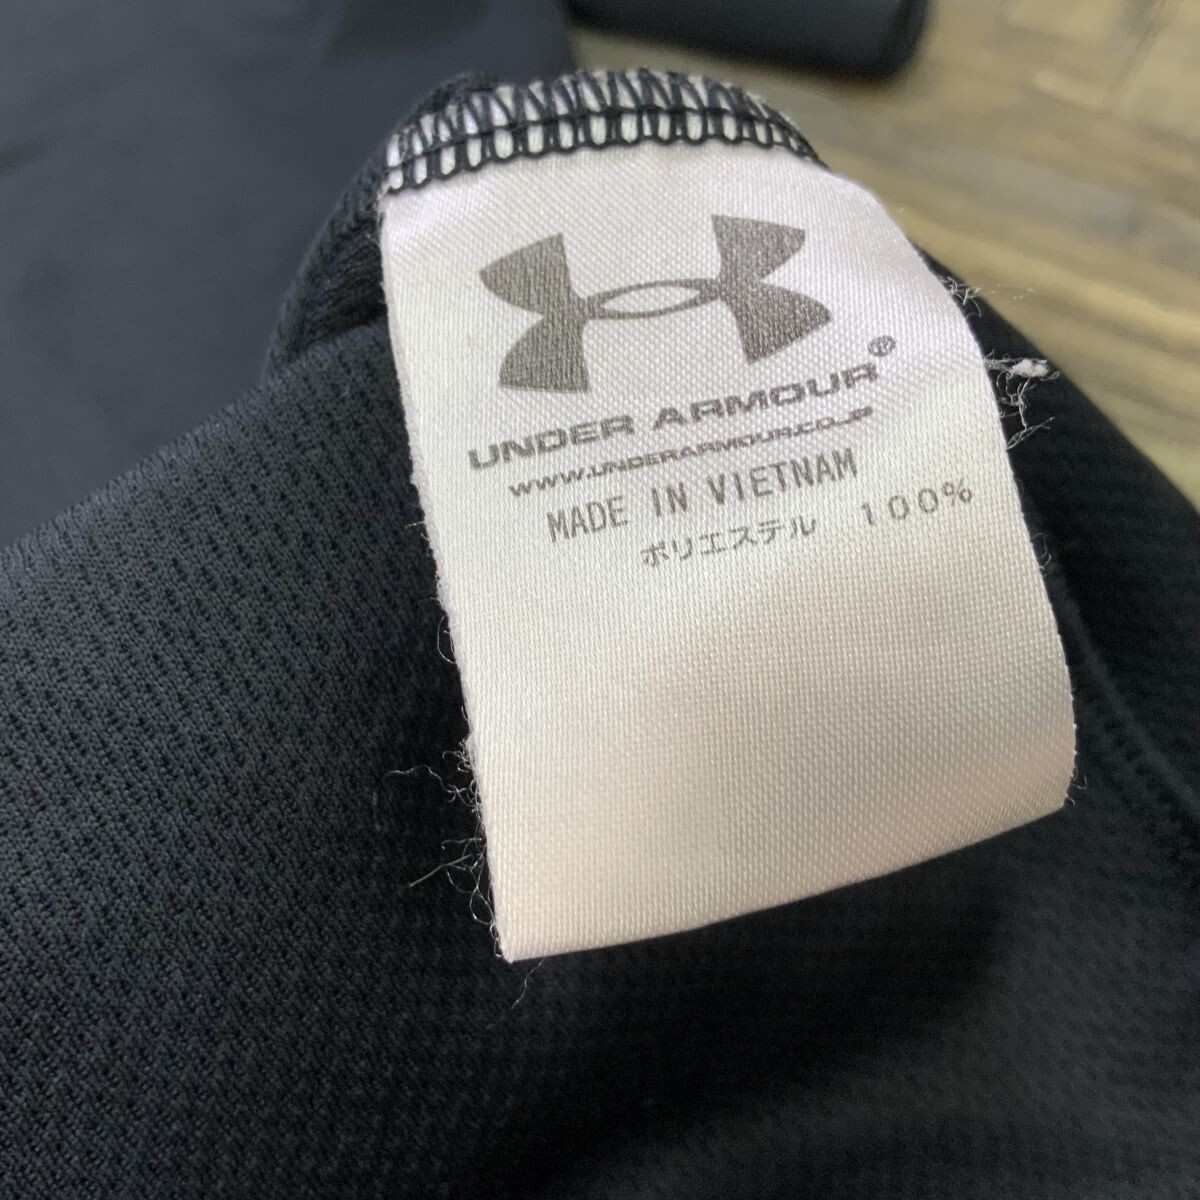 UNDER ARMOUR®
WWW.UNDERARMOUR.CO.JP
MADE IN VIETNAM
ポリエステル 100%